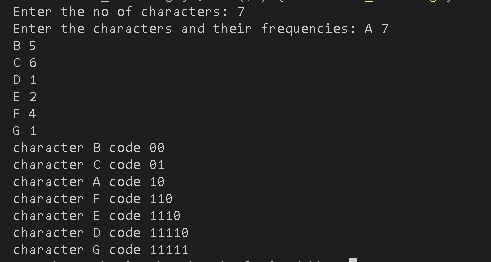 Enter the no of characters: 7
Enter the characters and their frequencies: A 7
B 5
C 6
D 1
E 2
F 4
G 1
character B code 00
character C code 01
character A code 10
character F code 110
character E code 1110
character D code 11110
character G code 11111